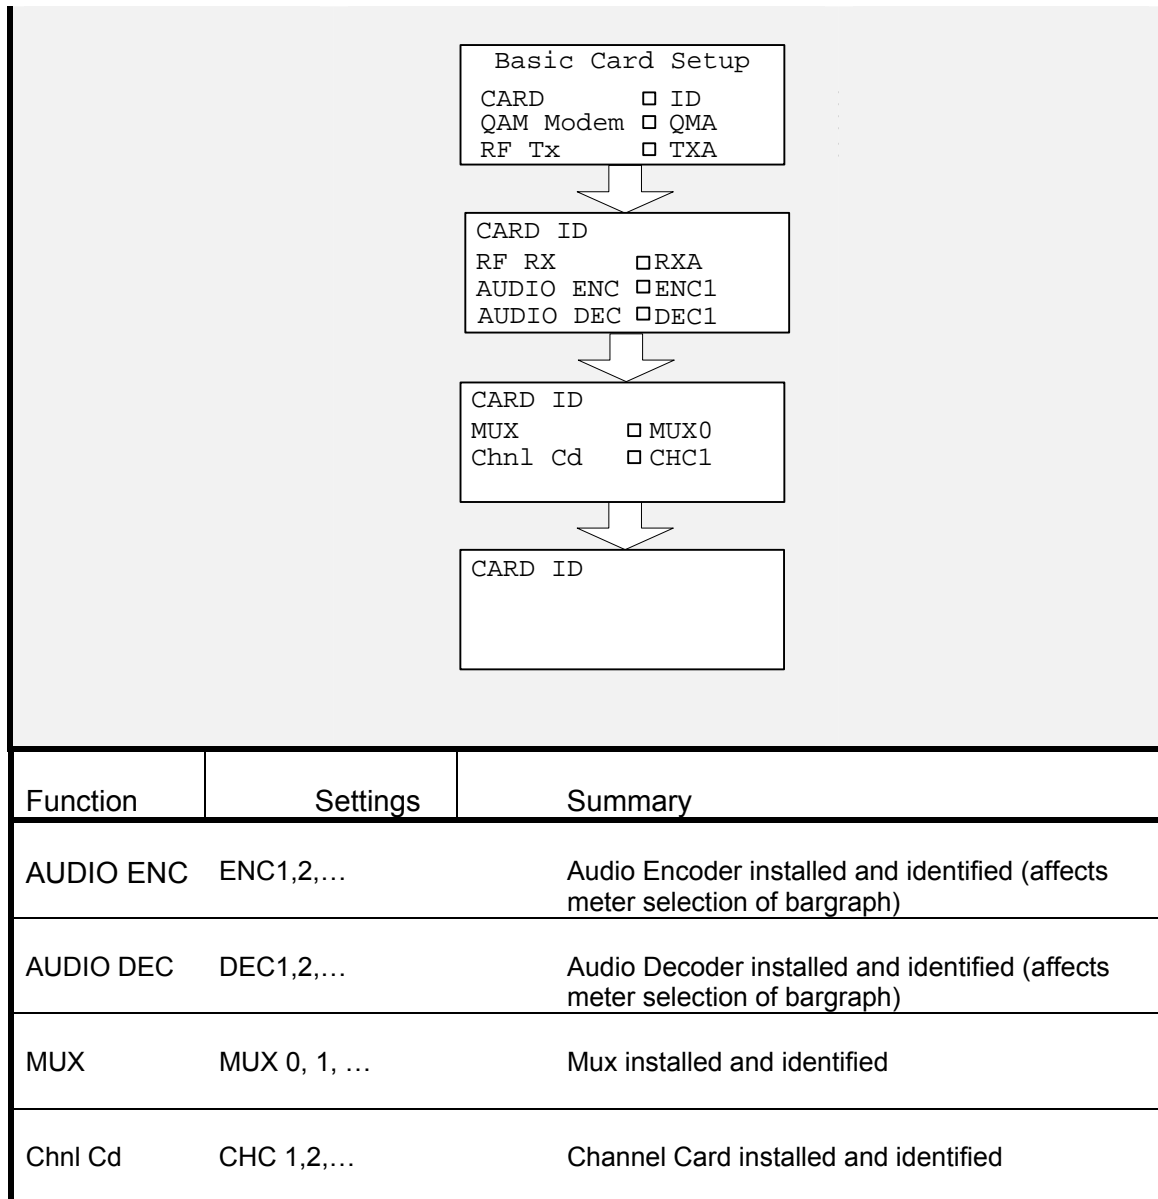 Basic Card Setup
CARD □ ID
QAM Modem □ QMA
RF Tx □ TXA
CARD ID
RF RX □RXA
AUDIO ENC □ENC1
AUDIO DEC □DEC1
CARD ID
MUX □ MUX0
Chnl Cd □ CHC1
CARD ID
Function Settings Summary
AUDIO ENC ENC1,2,… Audio Encoder installed and identified (affects
meter selection of bargraph)
AUDIO DEC DEC1,2,… Audio Decoder installed and identified (affects
meter selection of bargraph)
MUX MUX 0, 1, … Mux installed and identified
Chnl Cd CHC 1,2,… Channel Card installed and identified